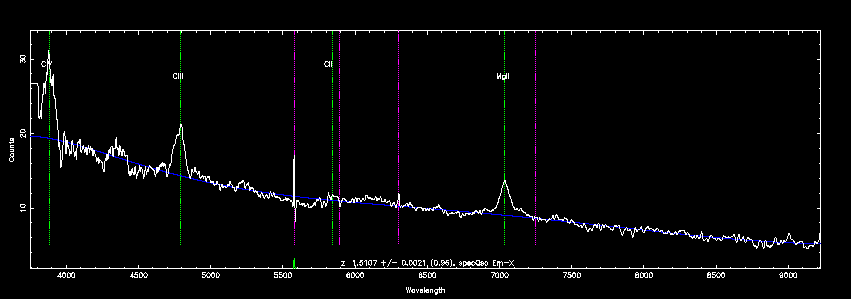 30
20
10
Counts
CIV
CIII
CII
MgII
z 1.5107 +/- 0.0021 (0.96), specQso Em-X
4000 4500 5000 5500 6000 6500 7000 7500 8000 8500 9000
Wavelength